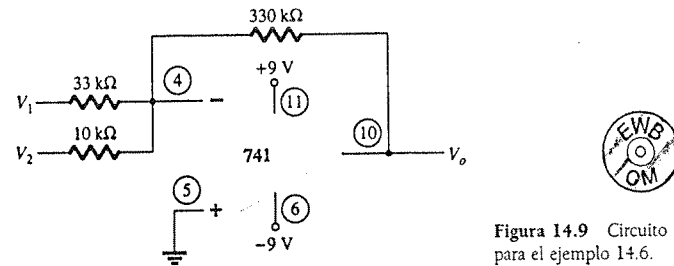 330 kΩ
+9 V
33 kΩ
4
V₁
−
11
10 kΩ
10
V₂
741
Vₒ
5
+
6
−9 V
EWB
OM
Figura 14.9 Circuito
para el ejemplo 14.6.